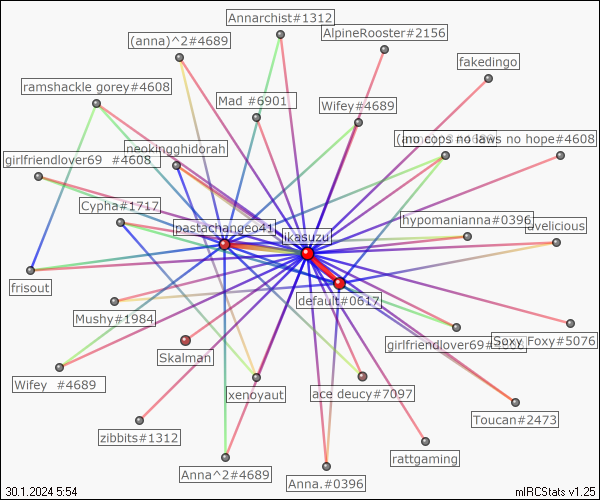 Annarchist#1312
AlpineRooster#2156
(anna)^2#4689
fakedingo
ramshackle gorey#4608
Mad #6901
Wifey#4689
(no cops no laws no hope#4608
neokingghidorah
girlfriendlover69 #4608
Cypha#1717
hypomanianna#0396
pastachangeo41
ikasuzu
ovelicious
frisout
default#0617
Mushy#1984
Sexy Foxy#5076
girlfriendlover69#
Skalman
Wifey #4689
xenoyaut
ace deucy#7097
Toucan#2473
zibbits#1312
rattgaming
Anna^2#4689
Anna.#0396
30.1.2024 5:54
mIRCStats v1.25